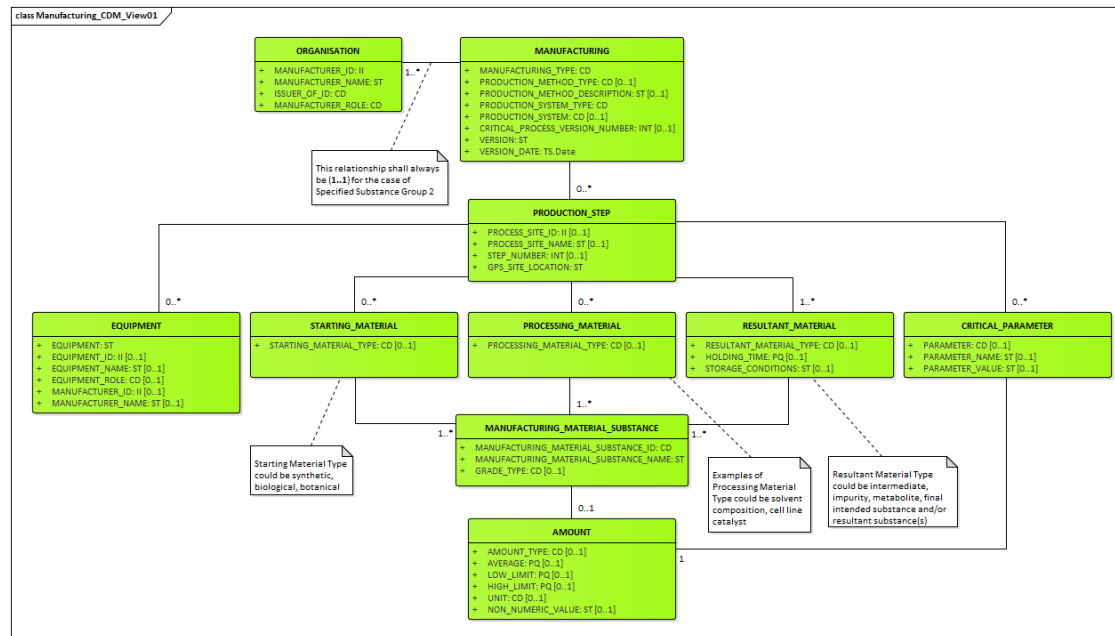 class Manufacturing_CDM_View01
ORGANISATION
+ MANUFACTURER_ID: II
+ MANUFACTURER_NAME: ST
+ ISSUER_OF_ID: CD
+ MANUFACTURER_ROLE: CD
1..*
MANUFACTURING
+ MANUFACTURING_TYPE: CD
+ PRODUCTION_METHOD_TYPE: CD [0..1]
+ PRODUCTION_METHOD_DESCRIPTION: ST [0..1]
+ PRODUCTION_SYSTEM_TYPE: CD
+ PRODUCTION_SYSTEM: CD [0..1]
+ CRITICAL_PROCESS_VERSION_NUMBER: INT [0..1]
+ VERSION: ST
+ VERSION_DATE: TS.Date
This relationship shall always
be (1..1) for the case of
Specified Substance Group 2
0..*
PRODUCTION_STEP
+ PROCESS_SITE_ID: II [0..1]
+ PROCESS_SITE_NAME: ST [0..1]
+ STEP_NUMBER: INT [0..1]
+ GPS_SITE_LOCATION: ST
0..*
0..*
0..*
1..*
0..*
EQUIPMENT
+ EQUIPMENT: ST
+ EQUIPMENT_ID: II [0..1]
+ EQUIPMENT_NAME: ST [0..1]
+ EQUIPMENT_ROLE: CD [0..1]
+ MANUFACTURER_ID: II [0..1]
+ MANUFACTURER_NAME: ST [0..1]
STARTING_MATERIAL
+ STARTING_MATERIAL_TYPE: CD [0..1]
PROCESSING_MATERIAL
+ PROCESSING_MATERIAL_TYPE: CD [0..1]
RESULTANT_MATERIAL
+ RESULTANT_MATERIAL_TYPE: CD [0..1]
+ HOLDING_TIME: PQ [0..1]
+ STORAGE_CONDITIONS: ST [0..1]
CRITICAL_PARAMETER
+ PARAMETER: CD [0..1]
+ PARAMETER_NAME: ST [0..1]
+ PARAMETER_VALUE: ST [0..1]
1..*
1..*
1..*
MANUFACTURING_MATERIAL_SUBSTANCE
+ MANUFACTURING_MATERIAL_SUBSTANCE_ID: CD
+ MANUFACTURING_MATERIAL_SUBSTANCE_NAME: ST
+ GRADE_TYPE: CD [0..1]
Starting Material Type
could be synthetic,
biological, botanical
Examples of
Processing Material
Type could be solvent
composition, cell line
catalyst
Resultant Material Type
could be intermediate,
impurity, metabolite, final
intended substance and/or
resultant substance(s)
0..1
AMOUNT
+ AMOUNT_TYPE: CD [0..1]
+ AVERAGE: PQ [0..1]
+ LOW_LIMIT: PQ [0..1]
+ HIGH_LIMIT: PQ [0..1]
+ UNIT: CD [0..1]
+ NON_NUMERIC_VALUE: ST [0..1]
1